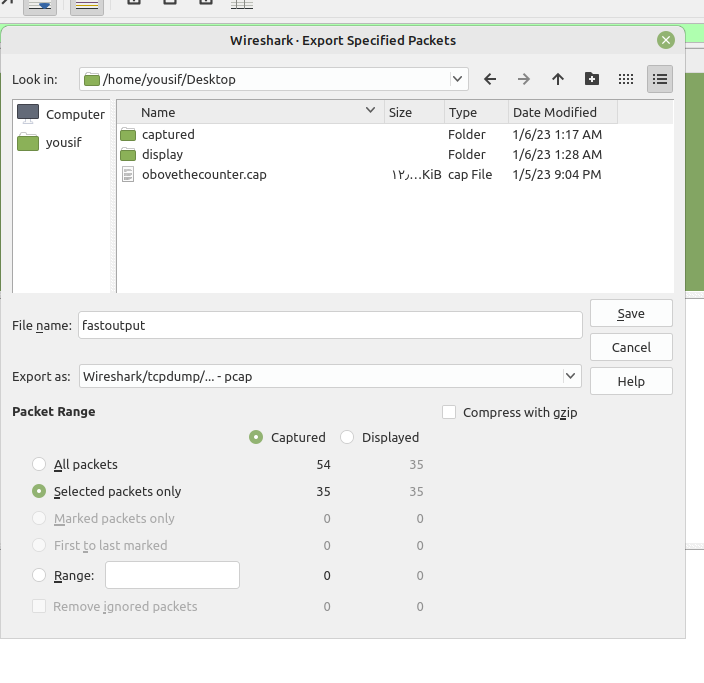 Wireshark · Export Specified Packets
Look in: /home/yousif/Desktop
Computer
yousif
Name Size Type Date Modified
captured Folder 1/6/23 1:17 AM
display Folder 1/6/23 1:28 AM
obovethecounter.cap ١٢٫...KiB cap File 1/5/23 9:04 PM
File name: fastoutput Save
Cancel
Export as: Wireshark/tcpdump/... - pcap Help
Packet Range Compress with gzip
Captured Displayed
All packets 54 35
Selected packets only 35 35
Marked packets only 0 0
First to last marked 0 0
Range: 0 0
Remove ignored packets 0 0